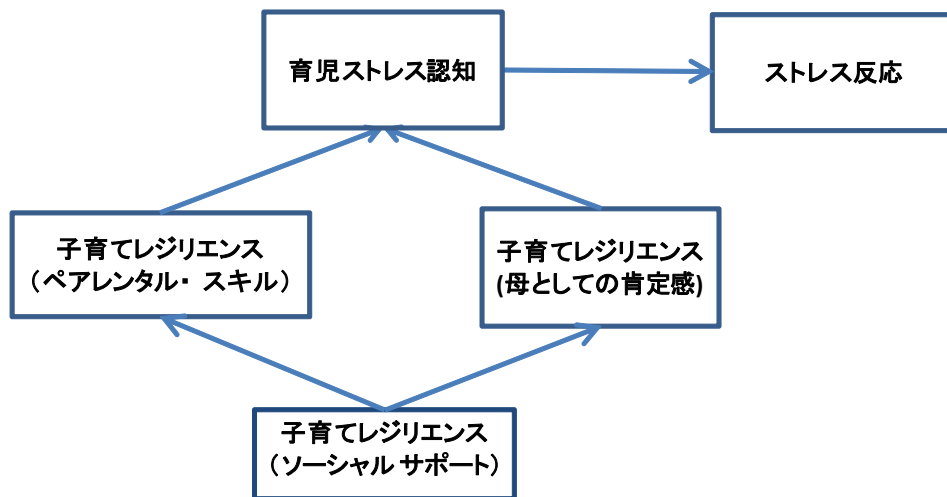 育児ストレス認知
ストレス反応
子育てレジリエンス
（ペアレンタル・ スキル）
子育てレジリエンス
(母としての肯定感)
子育てレジリエンス
（ソーシャル サポート）